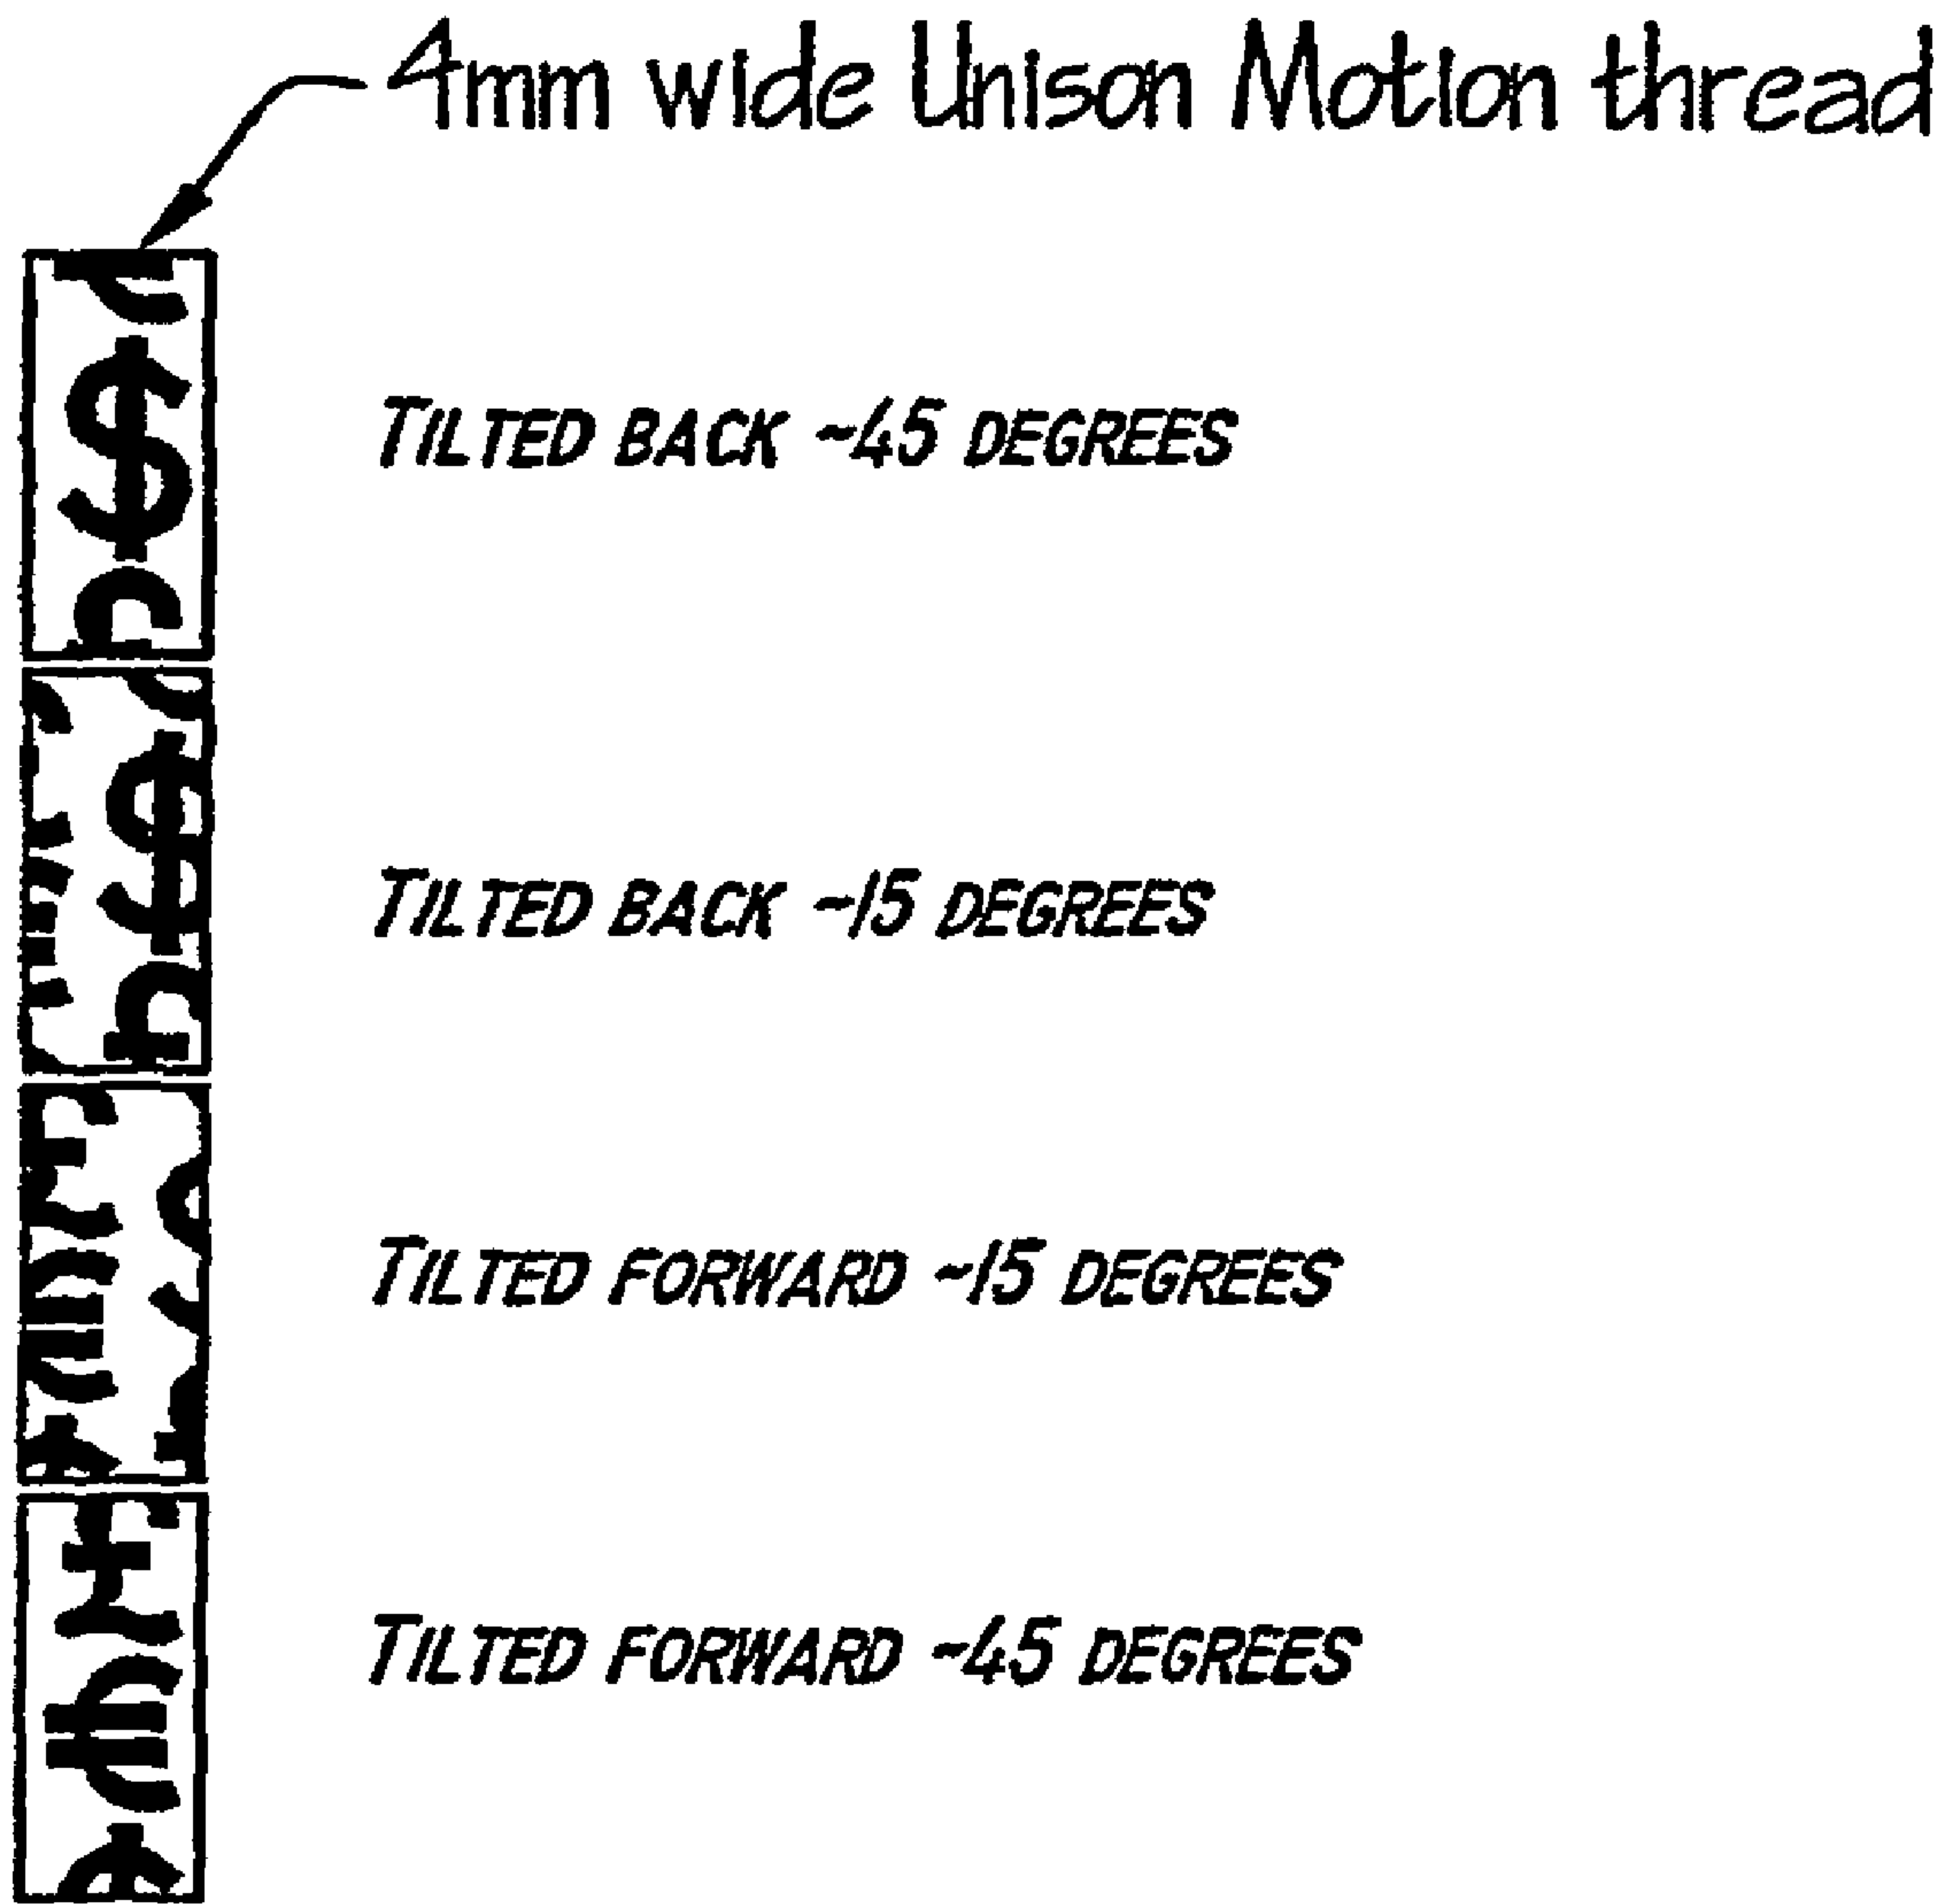 4mm wide Unison Motion thread
$
TILTED BACK ~45 DEGREES
$
TILTED BACK ~15 DEGREES
TILTED FORWARD ~15 DEGREES
£
€
TILTED FORWARD ~45 DEGREES